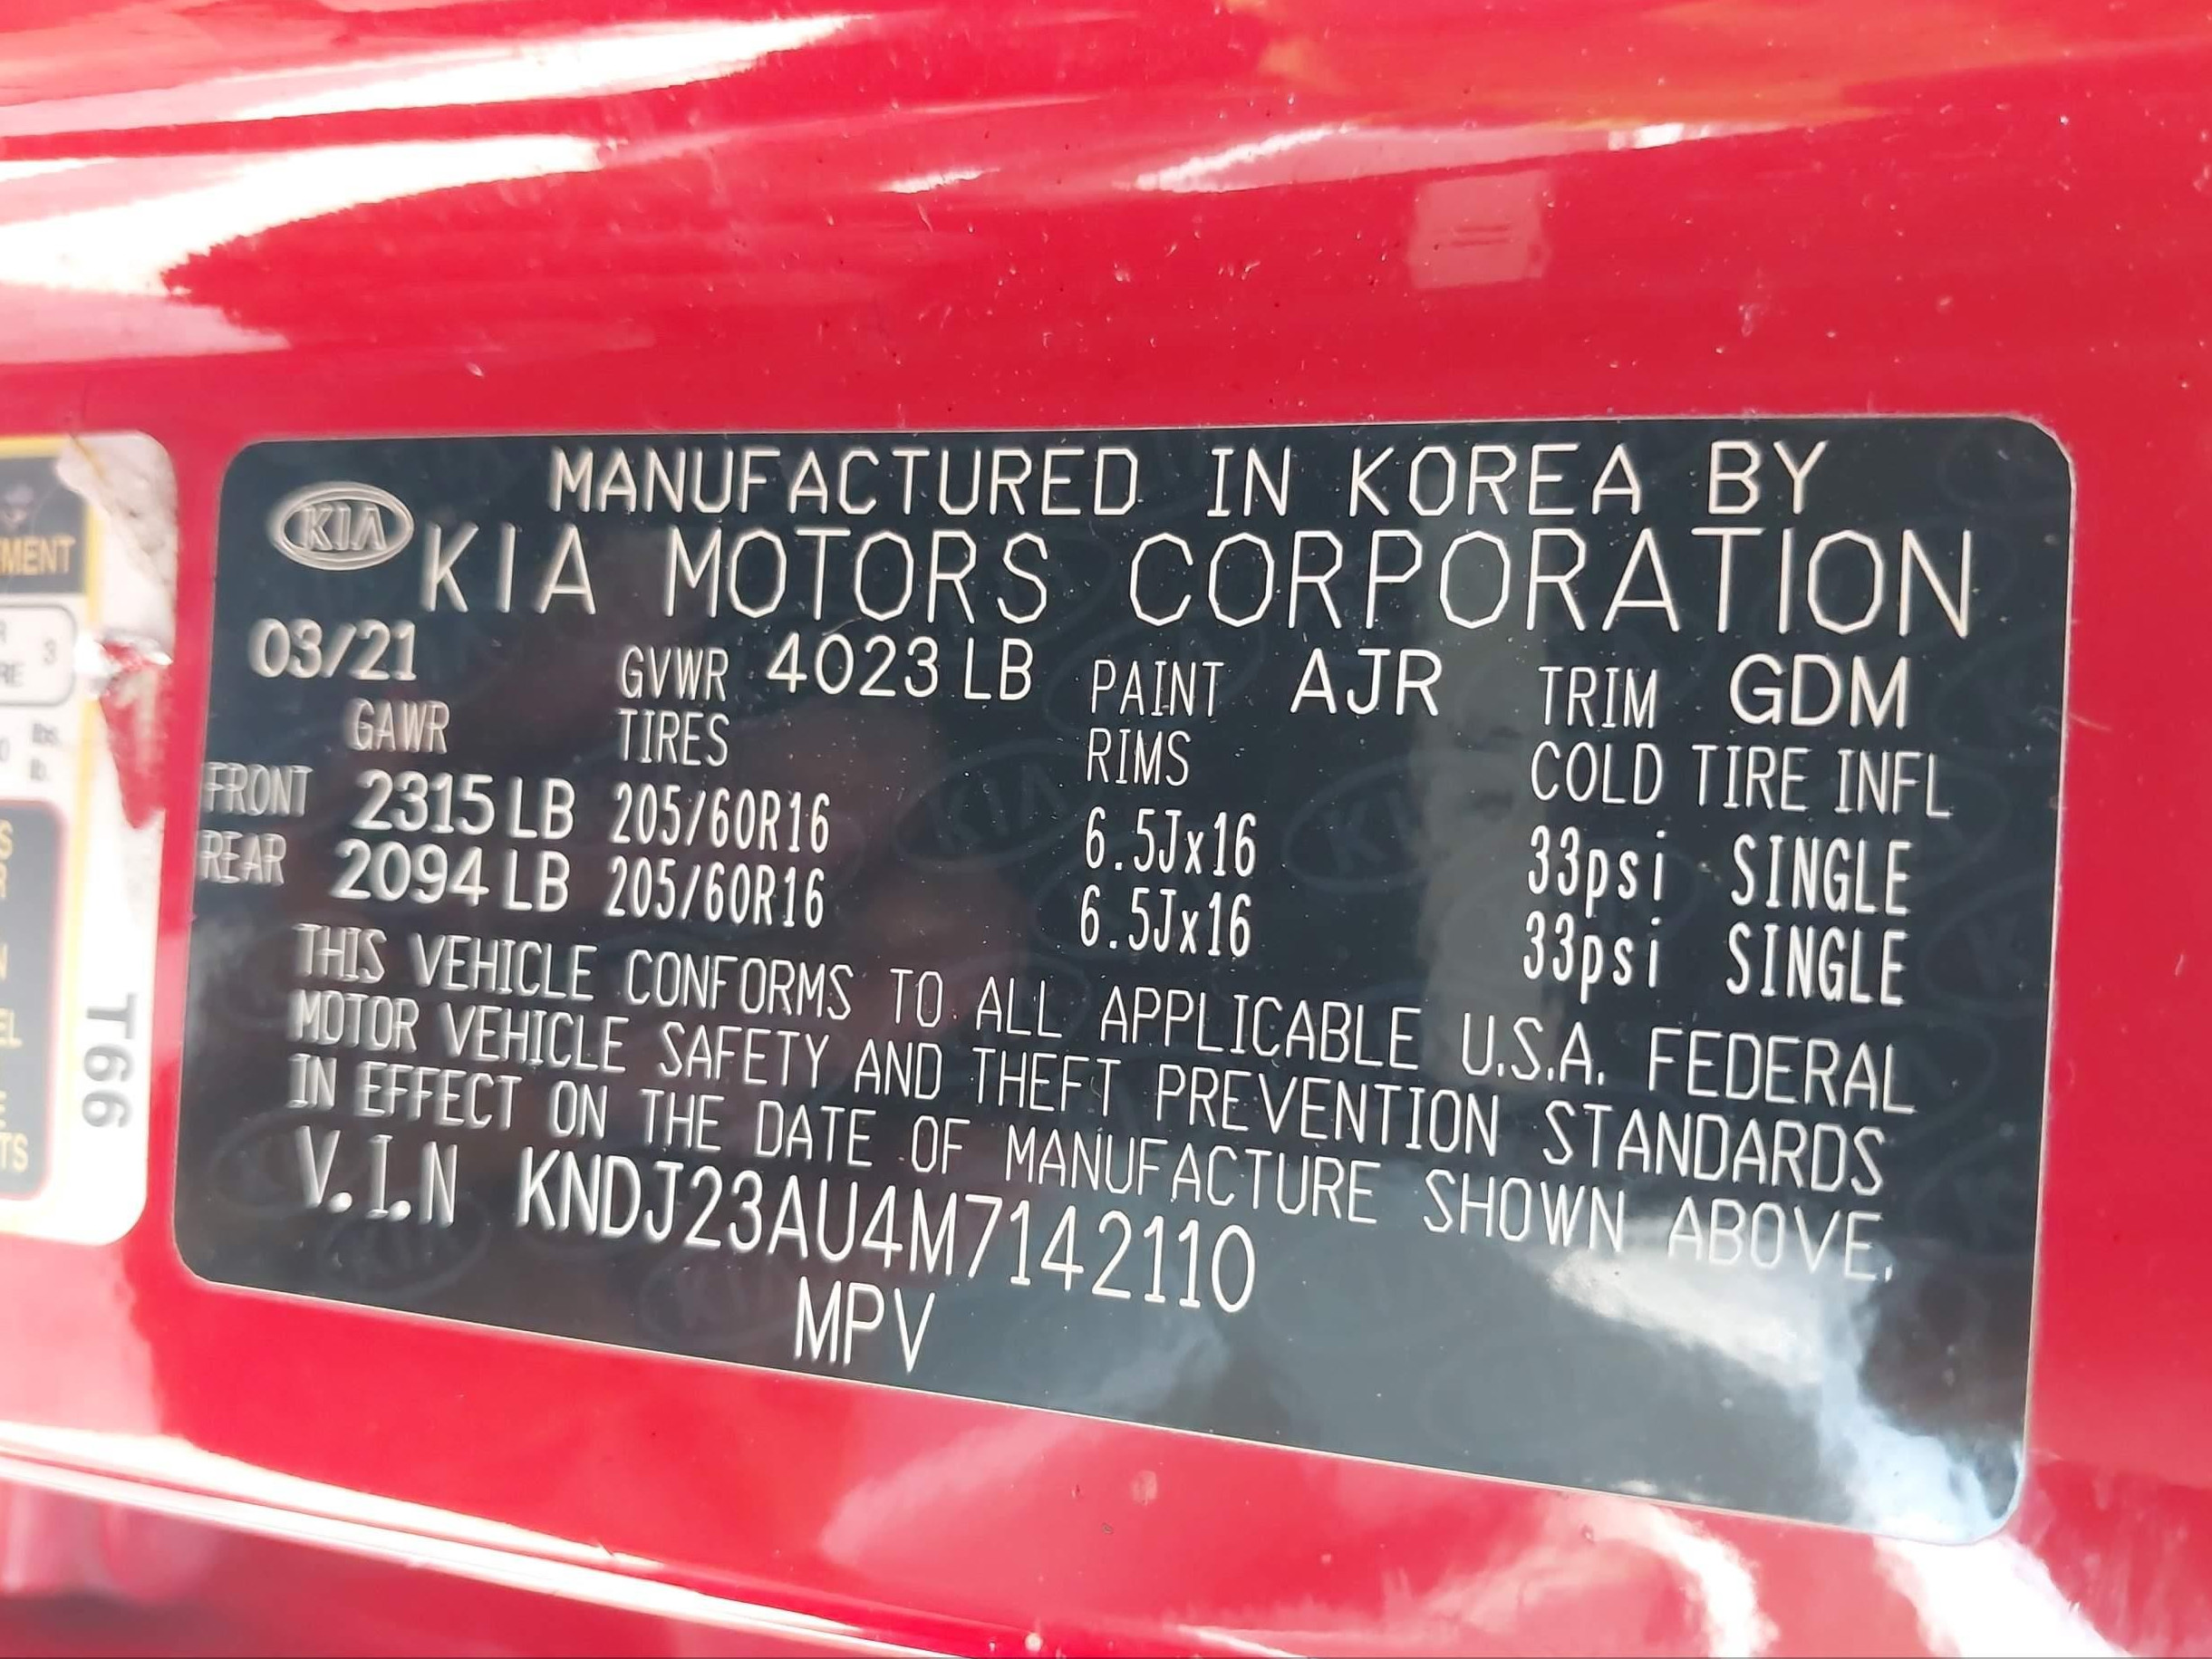 MANUFACTURED IN KOREA BY
KIA
KIA MOTORS CORPORATION
03/21 GVWR 4023 LB PAINT AJR TRIM GDM
GAWR TIRES RIMS COLD TIRE INFL
FRONT 2315 LB 205/60R16 6.5Jx16 33psi SINGLE
REAR 2094 LB 205/60R16 6.5Jx16 33psi SINGLE
THIS VEHICLE CONFORMS TO ALL APPLICABLE U.S.A. FEDERAL
MOTOR VEHICLE SAFETY AND THEFT PREVENTION STANDARDS
IN EFFECT ON THE DATE OF MANUFACTURE SHOWN ABOVE.
V.I.N KNDJ23AU4M7142110
MPV
3
lbs.
lb.
T66